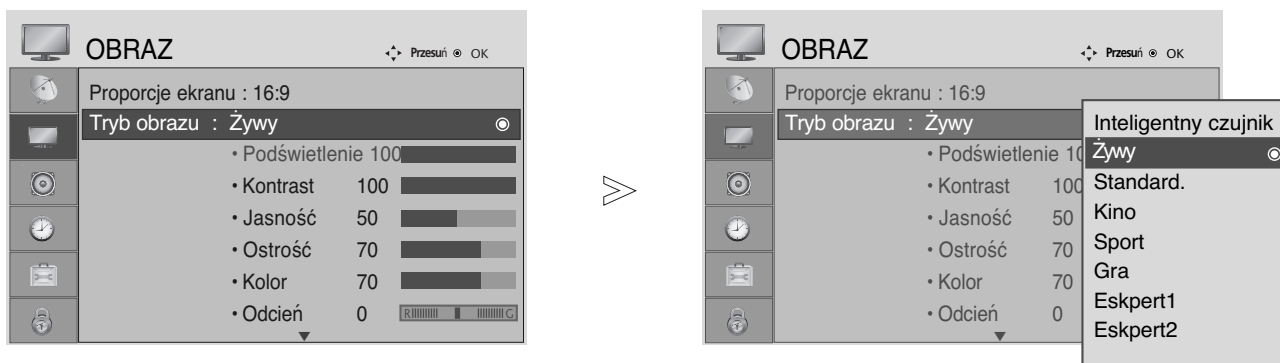 OBRAZ
Przesuń OK
Proporcje ekranu : 16:9
Tryb obrazu : Żywy
• Podświetlenie 100
• Kontrast 100
• Jasność 50
• Ostrość 70
• Kolor 70
• Odcień 0 R G
OBRAZ
Przesuń OK
Proporcje ekranu : 16:9
Tryb obrazu : Żywy
• Podświetlenie 10
• Kontrast 100
• Jasność 50
• Ostrość 70
• Kolor 70
• Odcień 0
Inteligentny czujnik
Żywy
Standard.
Kino
Sport
Gra
Eskpert1
Eskpert2